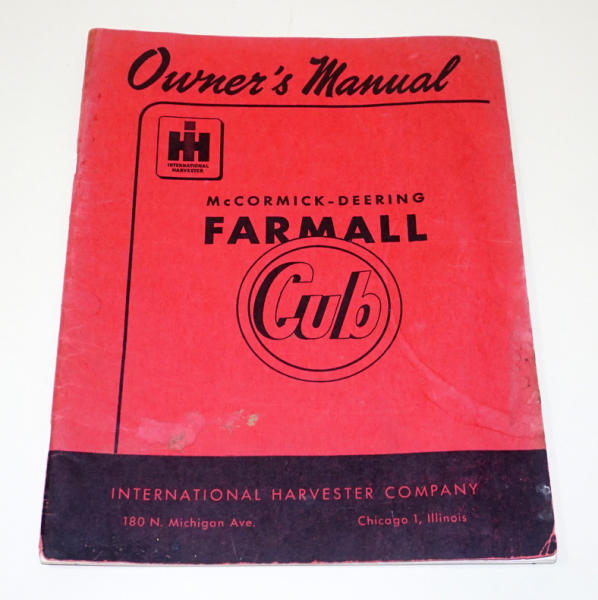 Owner's Manual
IH
INTERNATIONAL
HARVESTER
McCORMICK-DEERING
FARMALL
Cub
INTERNATIONAL HARVESTER COMPANY
180 N. Michigan Ave. Chicago 1, Illinois